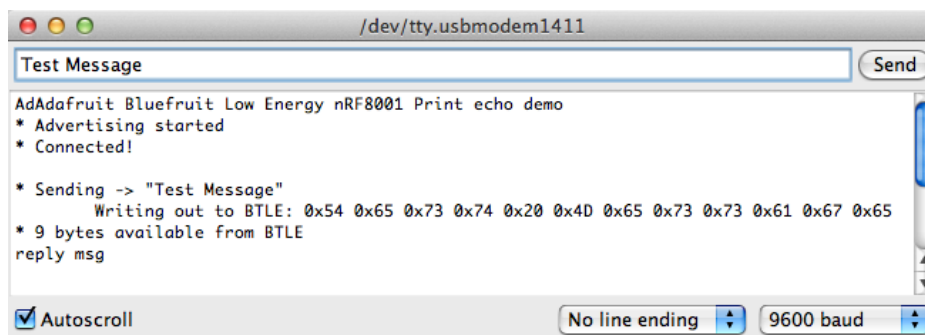 /dev/tty.usbmodem1411
Test Message
Send
AdAdafruit Bluefruit Low Energy nRF8001 Print echo demo
* Advertising started
* Connected!
* Sending -> "Test Message"
Writing out to BTLE: 0x54 0x65 0x73 0x74 0x20 0x4D 0x65 0x73 0x73 0x61 0x67 0x65
* 9 bytes available from BTLE
reply msg
Autoscroll
No line ending
9600 baud